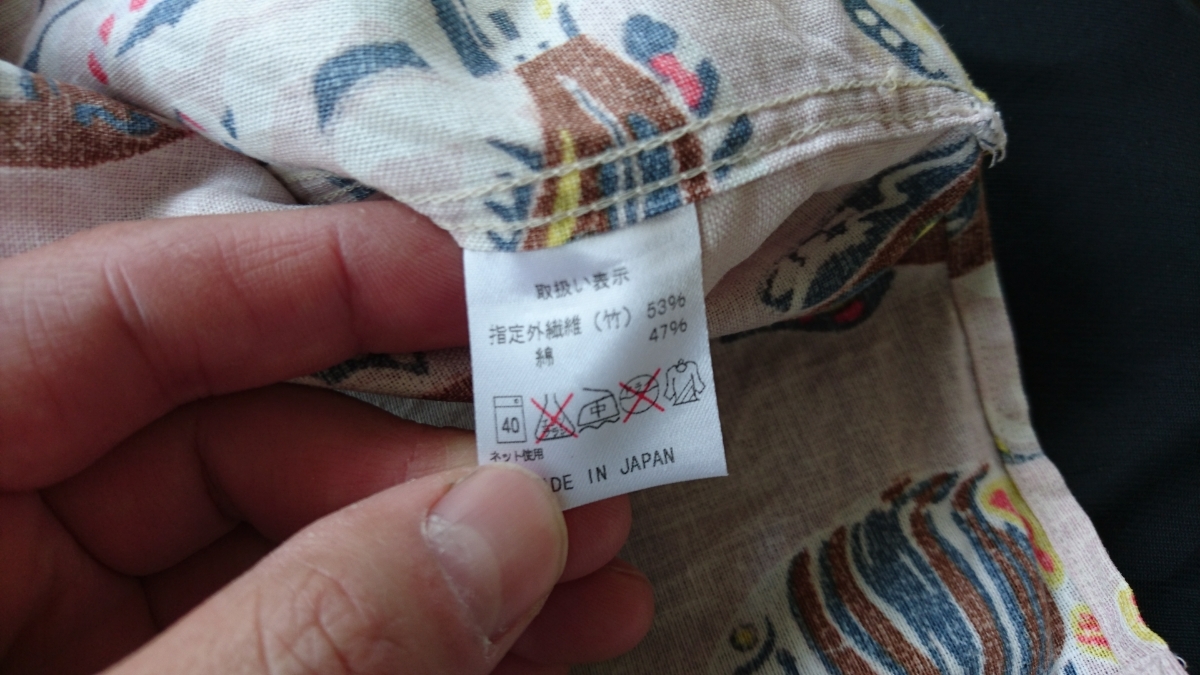 取扱い表示
指定外繊維（竹） 53%
綿 47%
40 中
ネット使用
DE IN JAPAN